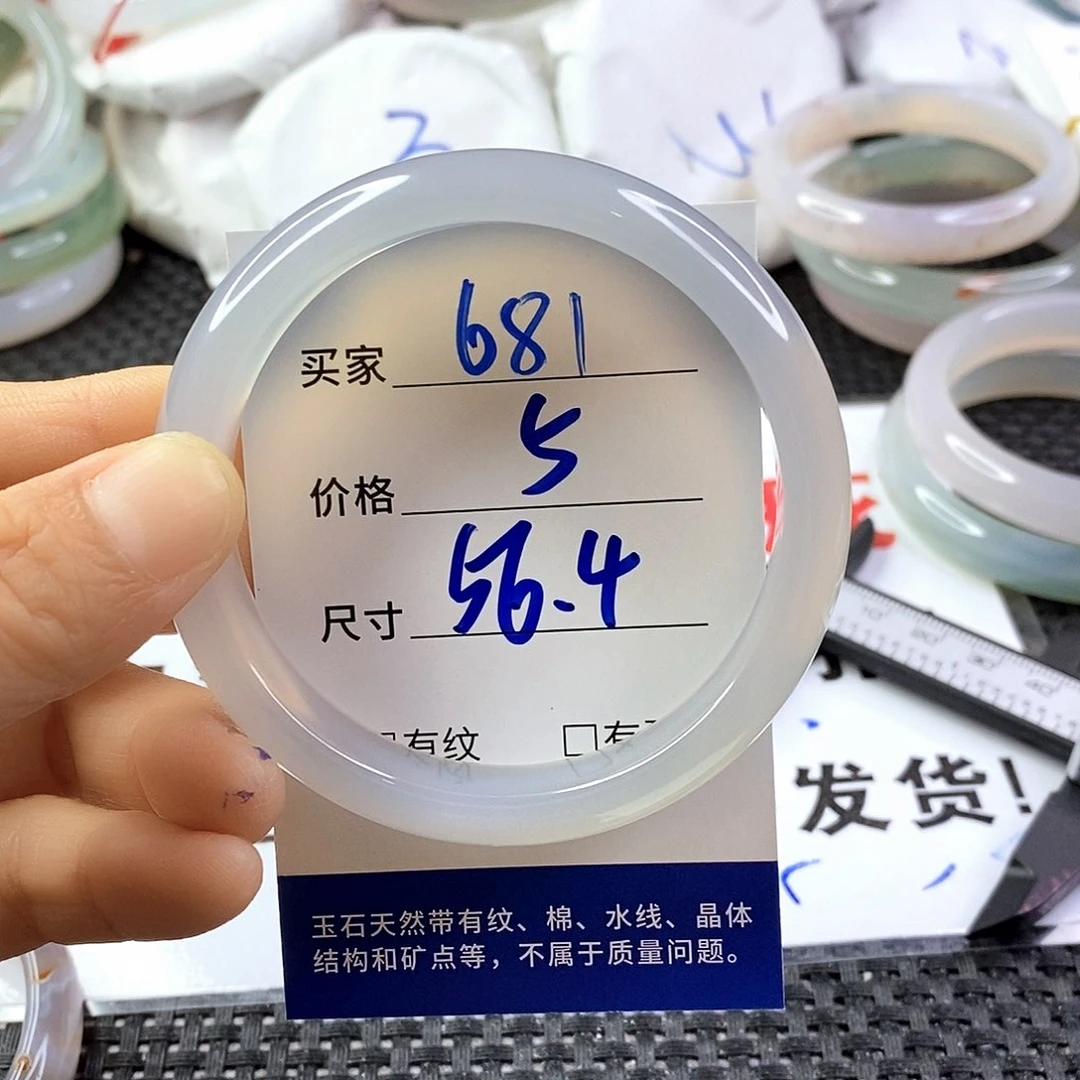 买家 681
价格 5
尺寸 56.4
有纹 □有
发货!
玉石天然带有纹、棉、水线、晶体
结构和矿点等，不属于质量问题。